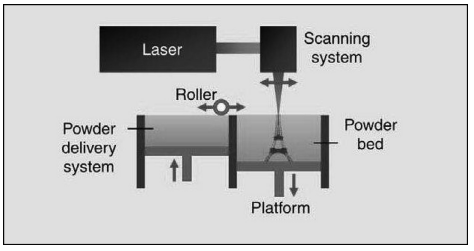 Laser
Scanning
system
Roller
Powder
delivery
system
Powder
bed
Platform